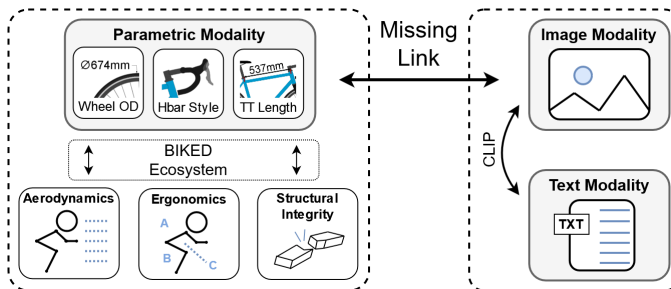 Parametric Modality
∅674mm
Wheel OD
Hbar Style
537mm
TT Length
BIKED
Ecosystem
Aerodynamics
Ergonomics
A
B
C
Structural
Integrity
Missing
Link
Image Modality
CLIP
Text Modality
TXT